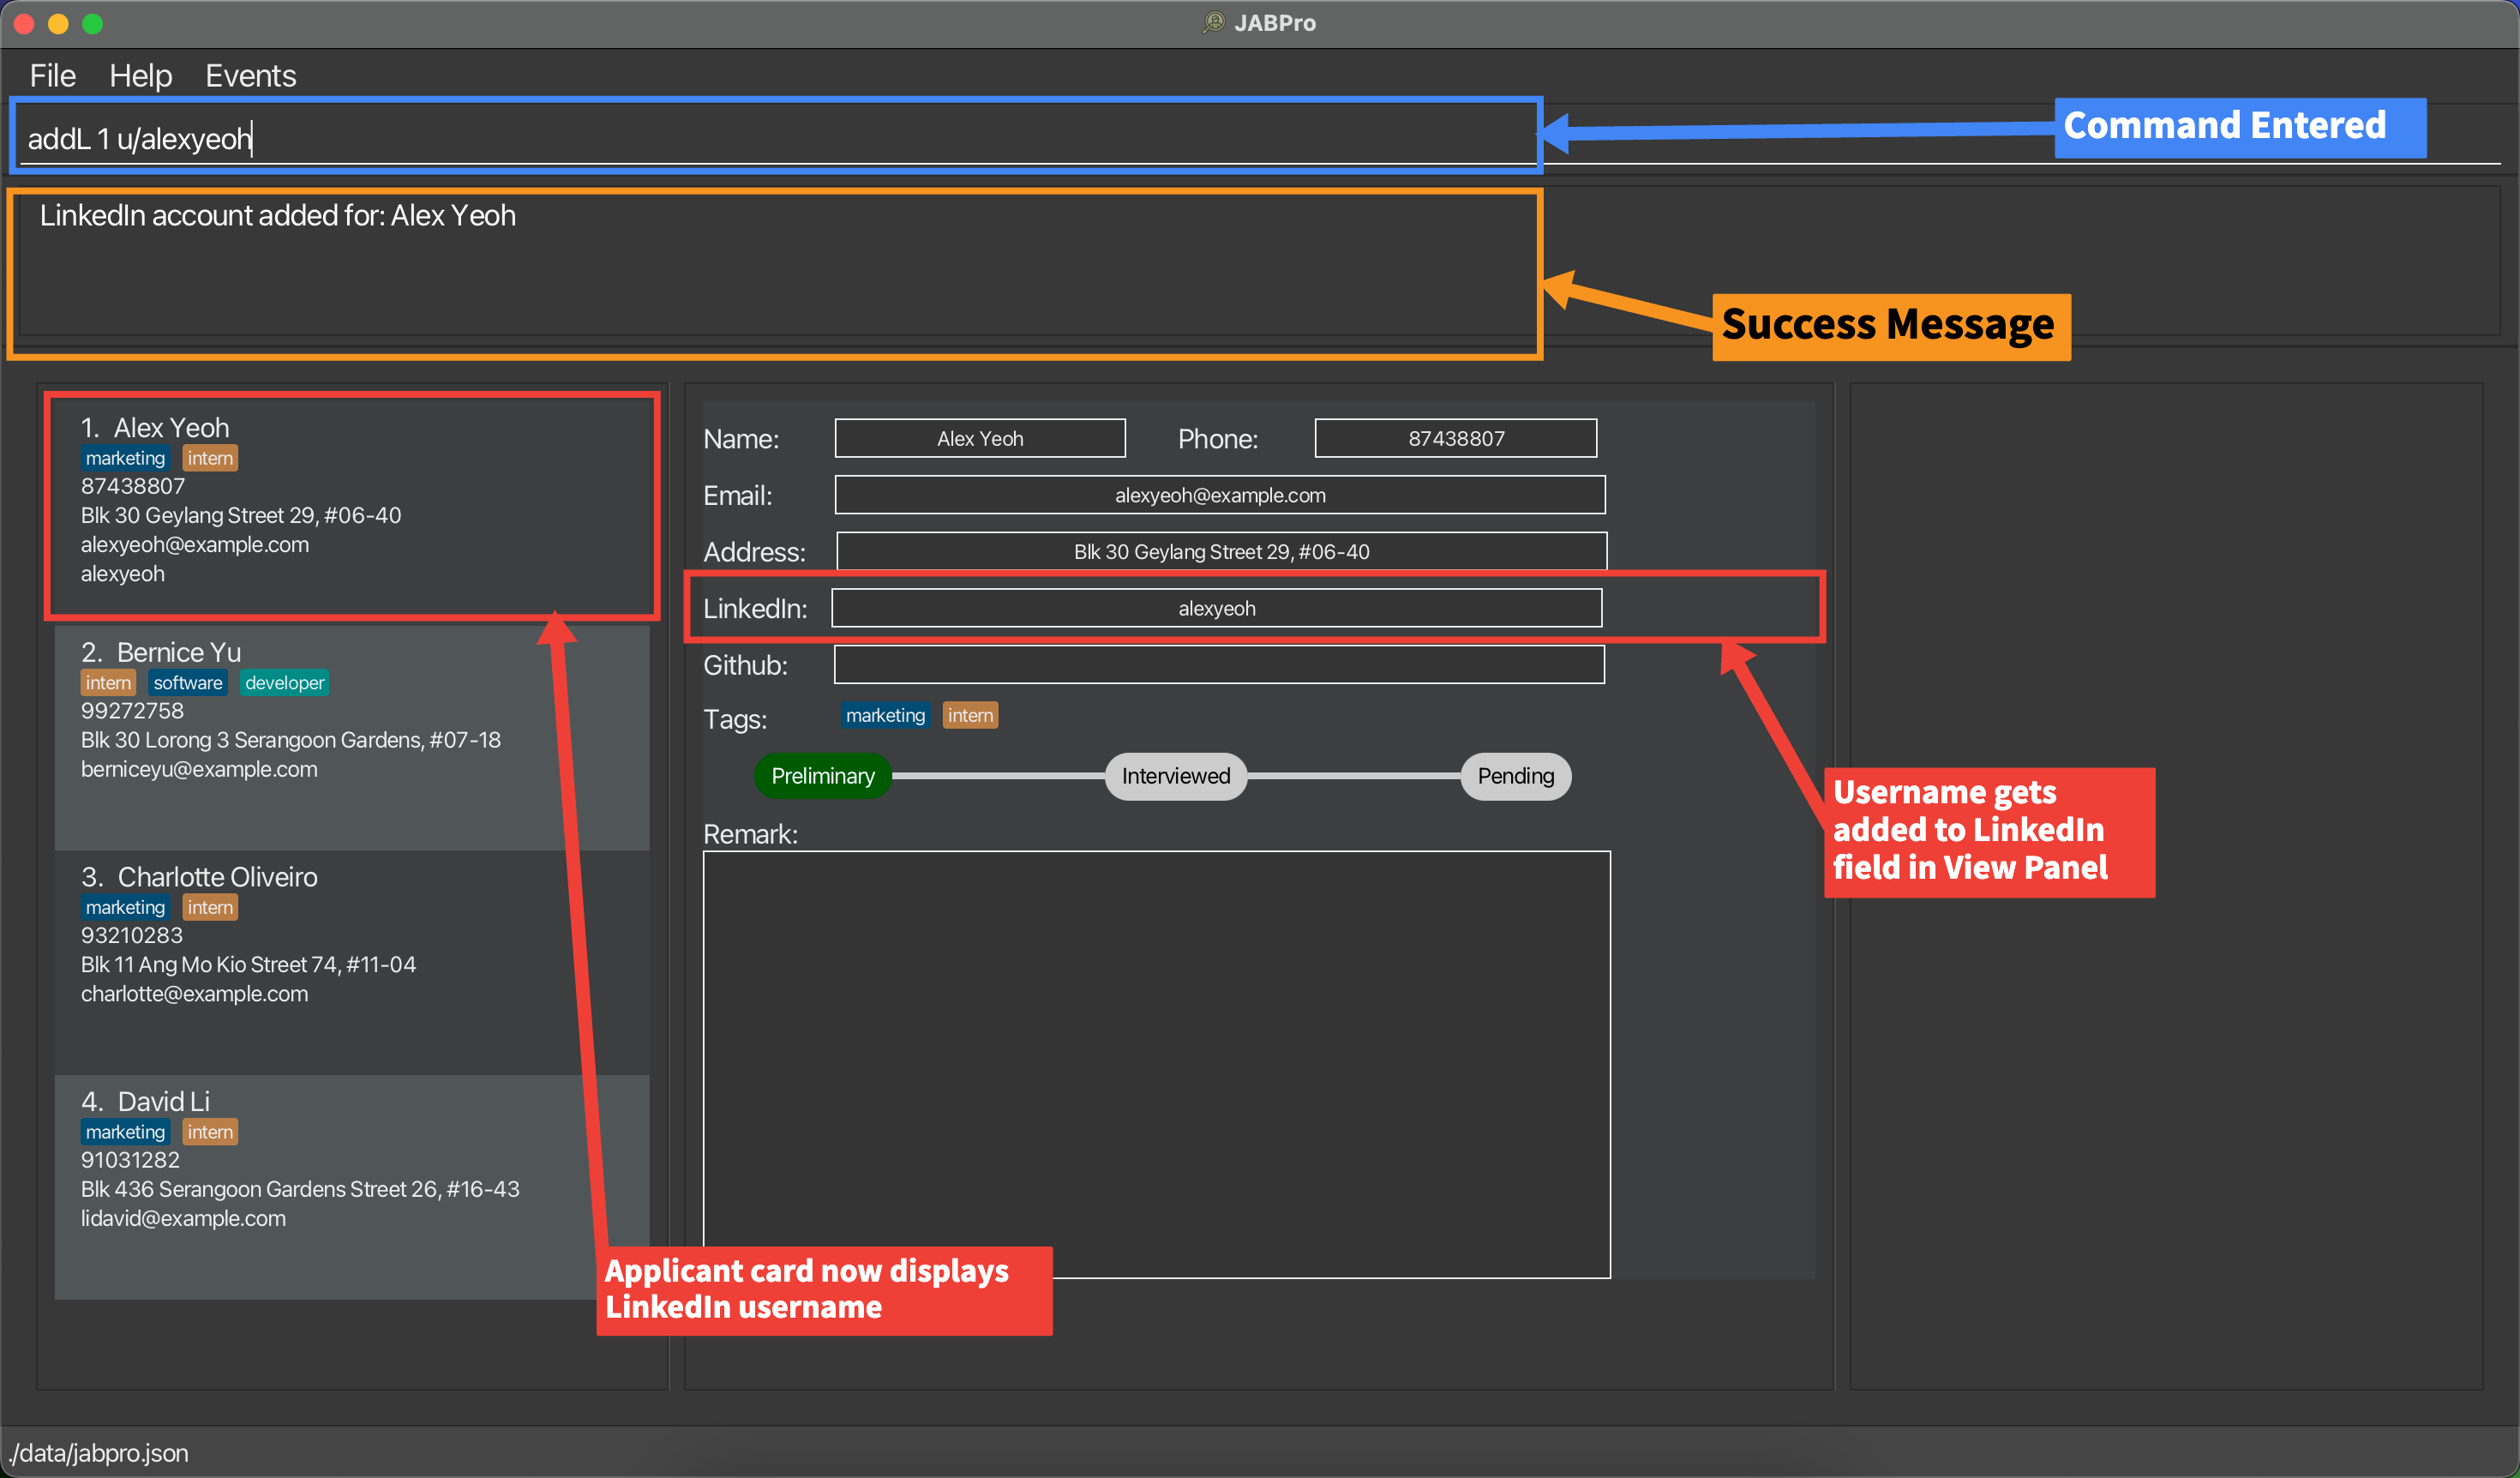 JABPro
File Help Events
addL 1 u/alexyeoh
Command Entered
LinkedIn account added for: Alex Yeoh
Success Message
1. Alex Yeoh
marketing intern
87438807
Blk 30 Geylang Street 29, #06-40
alexyeoh@example.com
alexyeoh
2. Bernice Yu
intern software developer
99272758
Blk 30 Lorong 3 Serangoon Gardens, #07-18
berniceyu@example.com
3. Charlotte Oliveiro
marketing intern
93210283
Blk 11 Ang Mo Kio Street 74, #11-04
charlotte@example.com
4. David Li
marketing intern
91031282
Blk 436 Serangoon Gardens Street 26, #16-43
lidavid@example.com
Applicant card now displays
LinkedIn username
Name: Alex Yeoh Phone: 87438807
Email: alexyeoh@example.com
Address: Blk 30 Geylang Street 29, #06-40
LinkedIn: alexyeoh
Github:
Tags: marketing intern
Preliminary Interviewed Pending
Remark:
Username gets
added to LinkedIn
field in View Panel
./data/jabpro.json